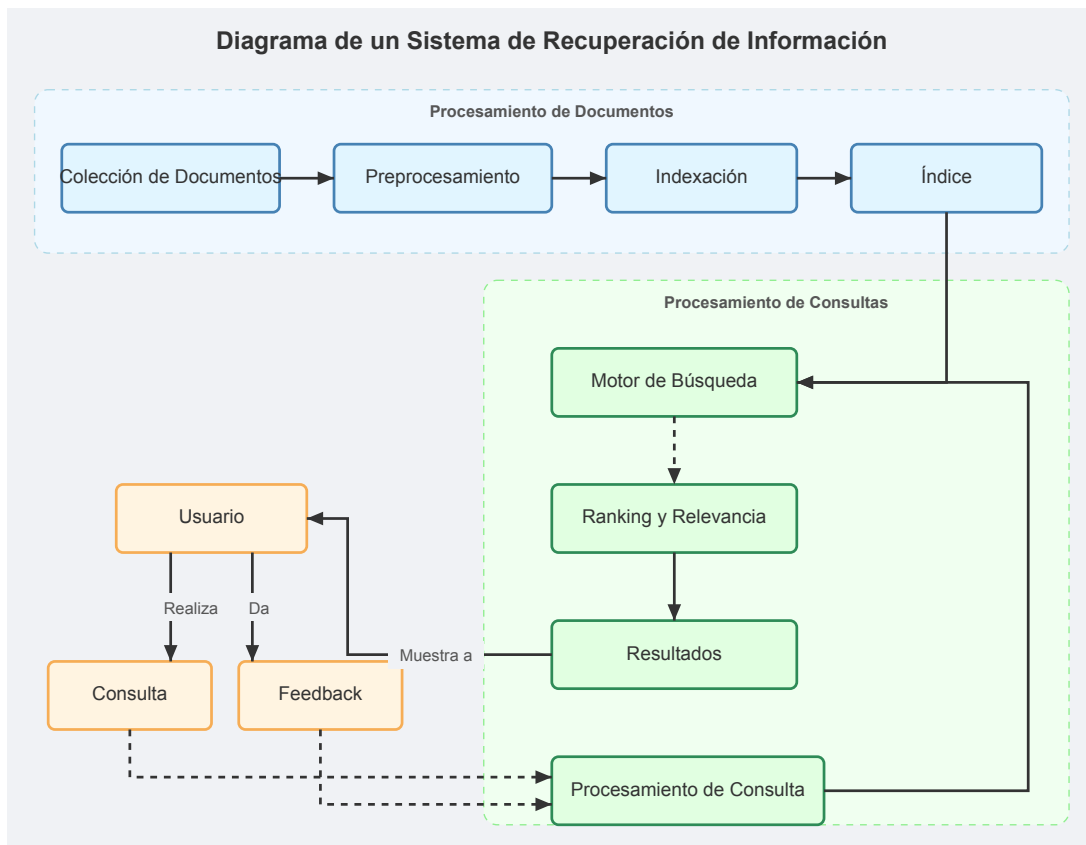 Diagrama de un Sistema de Recuperación de Información
Procesamiento de Documentos
Colección de Documentos
Preprocesamiento
Indexación
Índice
Procesamiento de Consultas
Motor de Búsqueda
Ranking y Relevancia
Usuario
Realiza
Da
Muestra a
Resultados
Consulta
Feedback
Procesamiento de Consulta